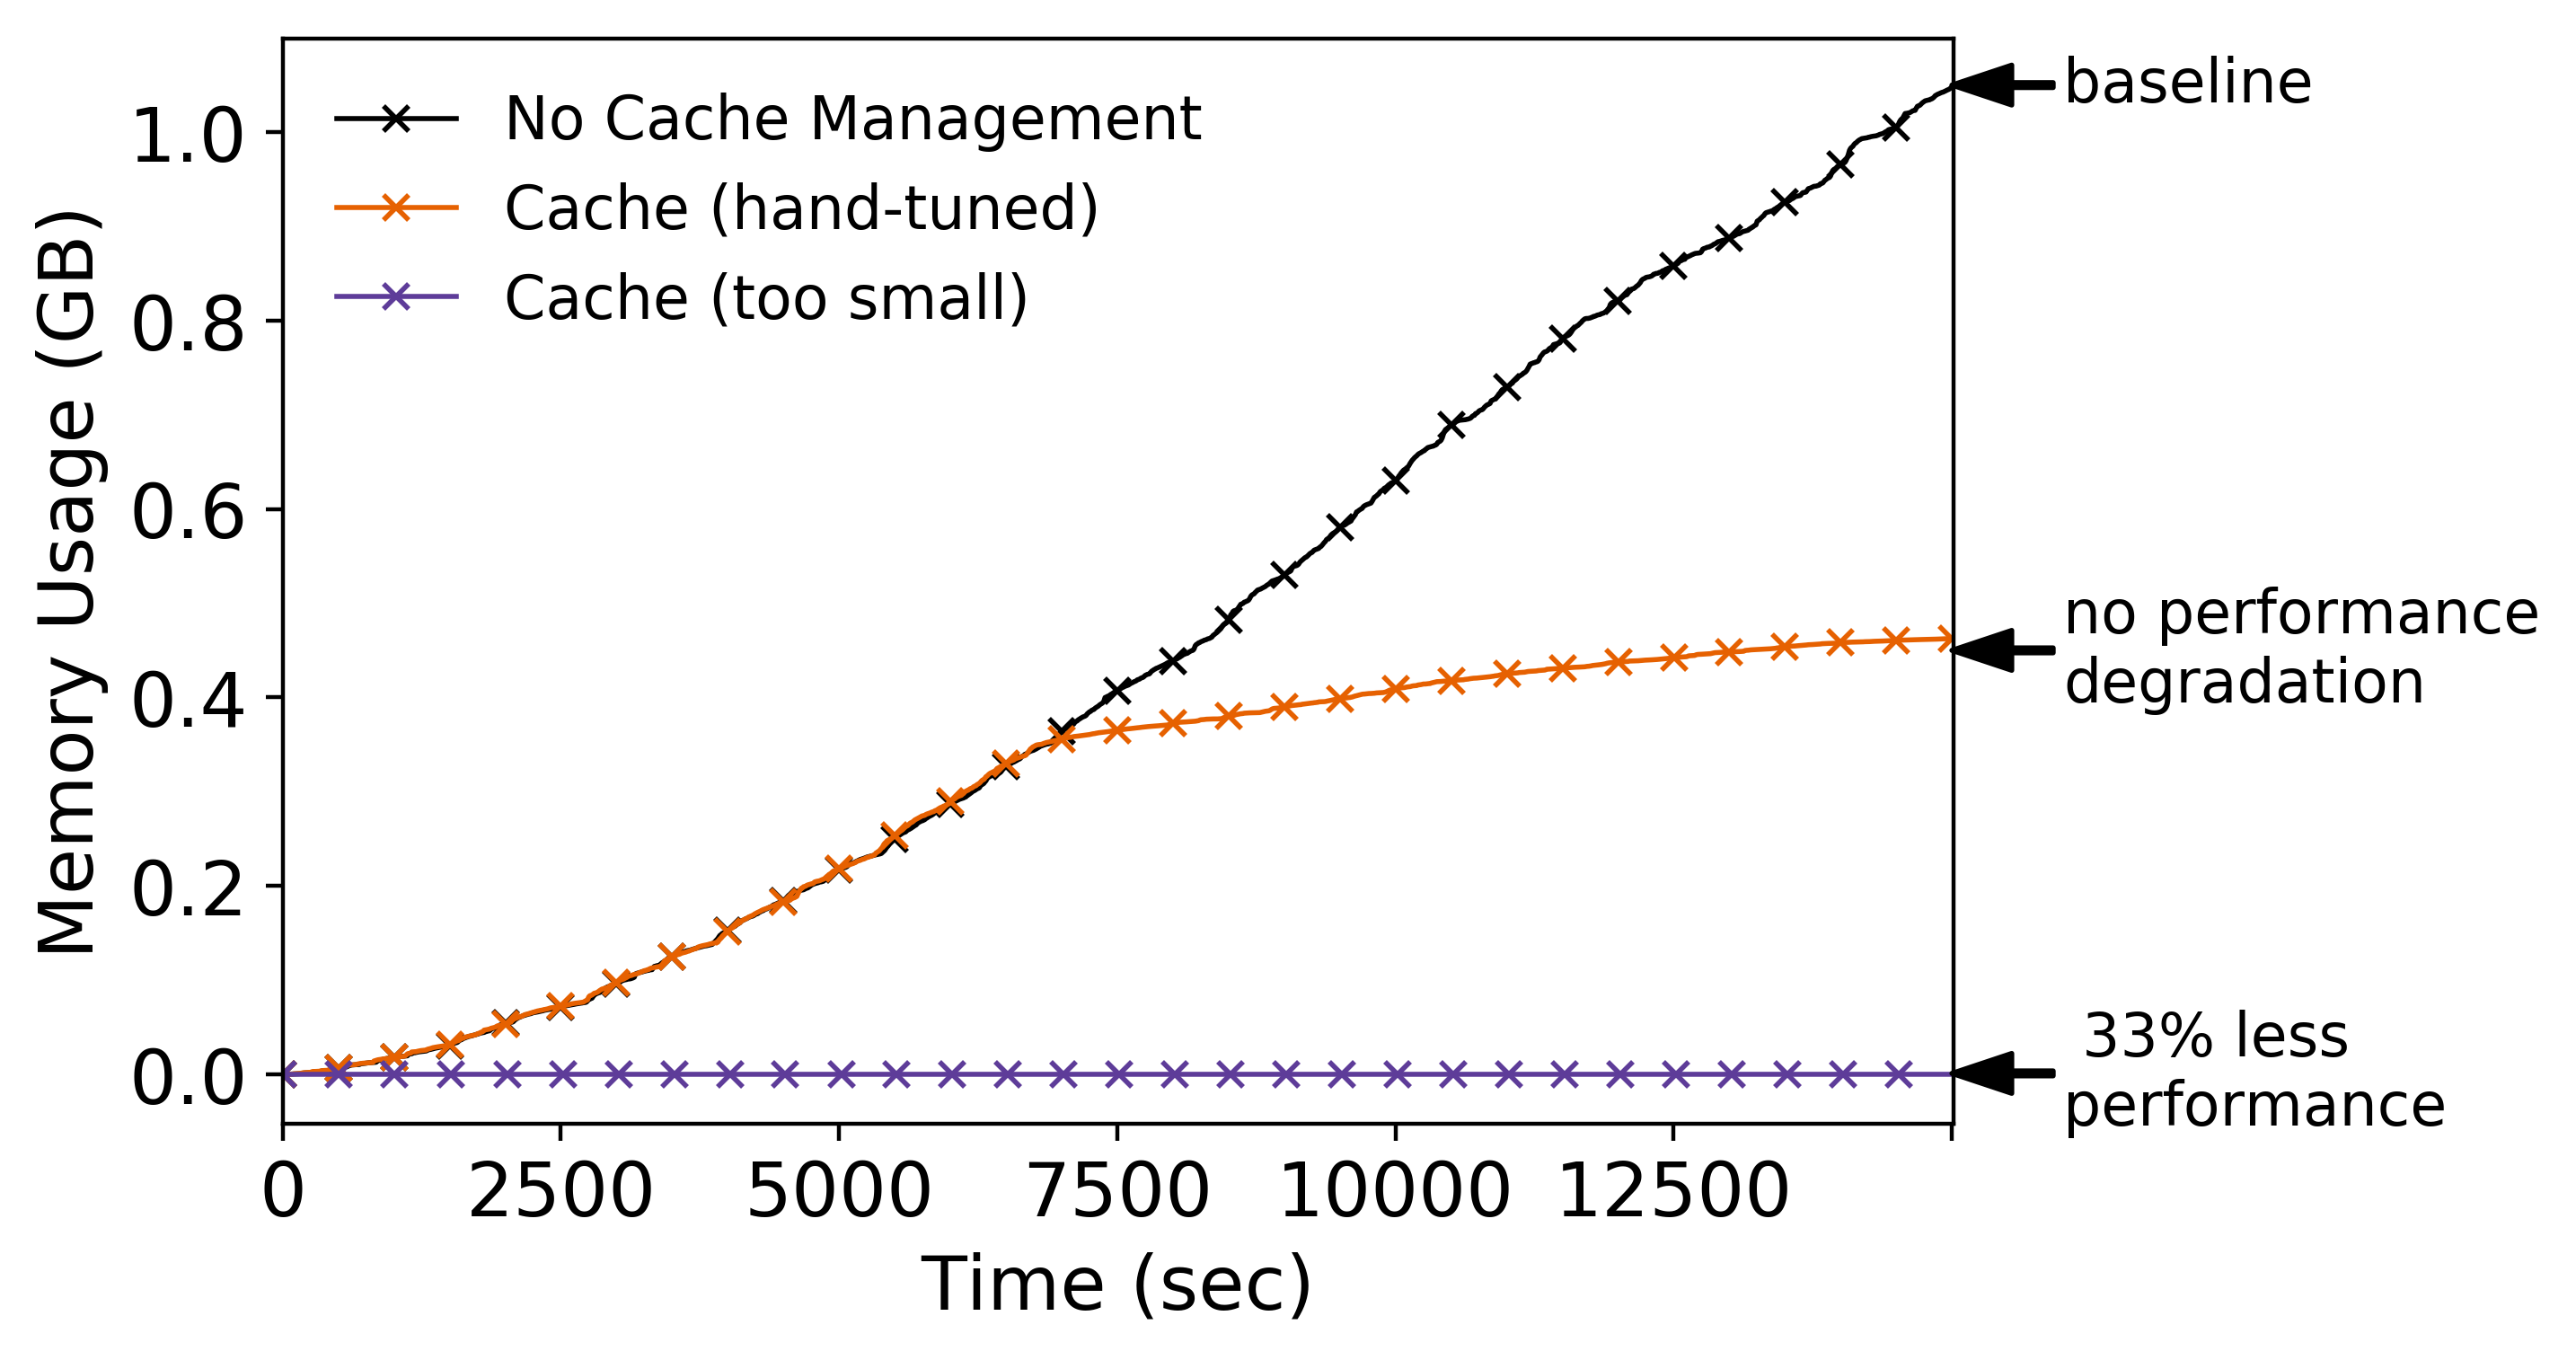 No Cache Management
Cache (hand-tuned)
Cache (too small)
baseline
no performance
degradation
33% less
performance
Memory Usage (GB)
1.0
0.8
0.6
0.4
0.2
0.0
0 2500 5000 7500 10000 12500
Time (sec)